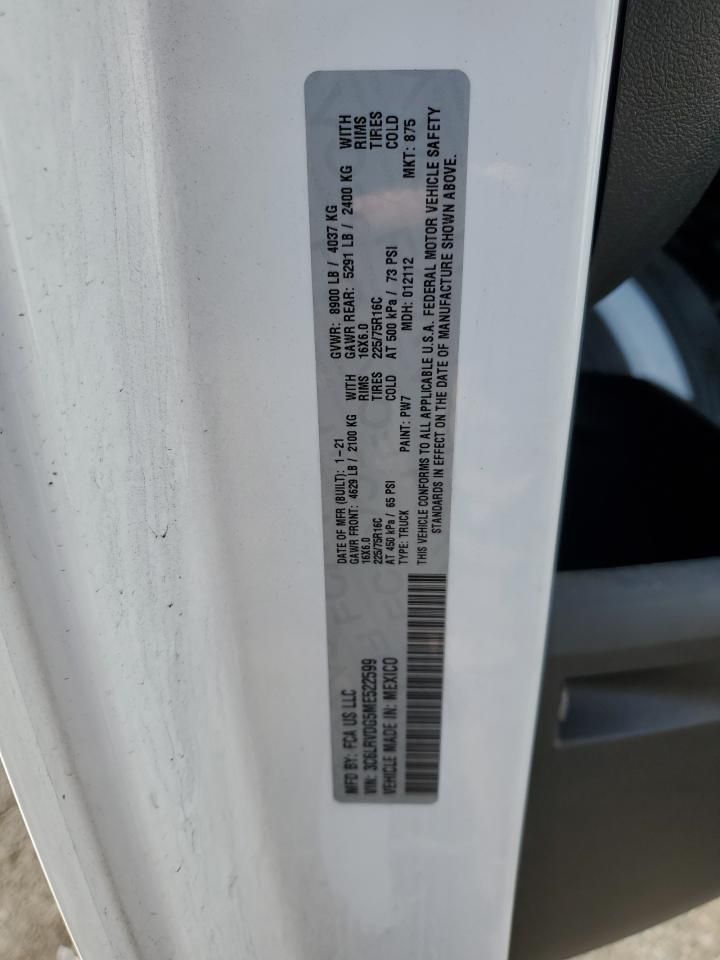 MFD BY: FCA US LLC
VIN: 3C6LRVDG5ME522599
VEHICLE MADE IN: MEXICO
DATE OF MFR (BUILT): 1-21 GVWR: 8900 LB / 4037 KG
GAWR FRONT: 4629 LB / 2100 KG WITH GAWR REAR: 5291 LB / 2400 KG WITH
16X6.0 RIMS 16X6.0 RIMS
225/75R16C TIRES 225/75R16C TIRES
AT 450 kPa / 65 PSI COLD AT 500 kPa / 73 PSI COLD
TYPE: TRUCK PAINT: PW7 MDH: 012112 MKT: 875
THIS VEHICLE CONFORMS TO ALL APPLICABLE U.S.A. FEDERAL MOTOR VEHICLE SAFETY
STANDARDS IN EFFECT ON THE DATE OF MANUFACTURE SHOWN ABOVE.